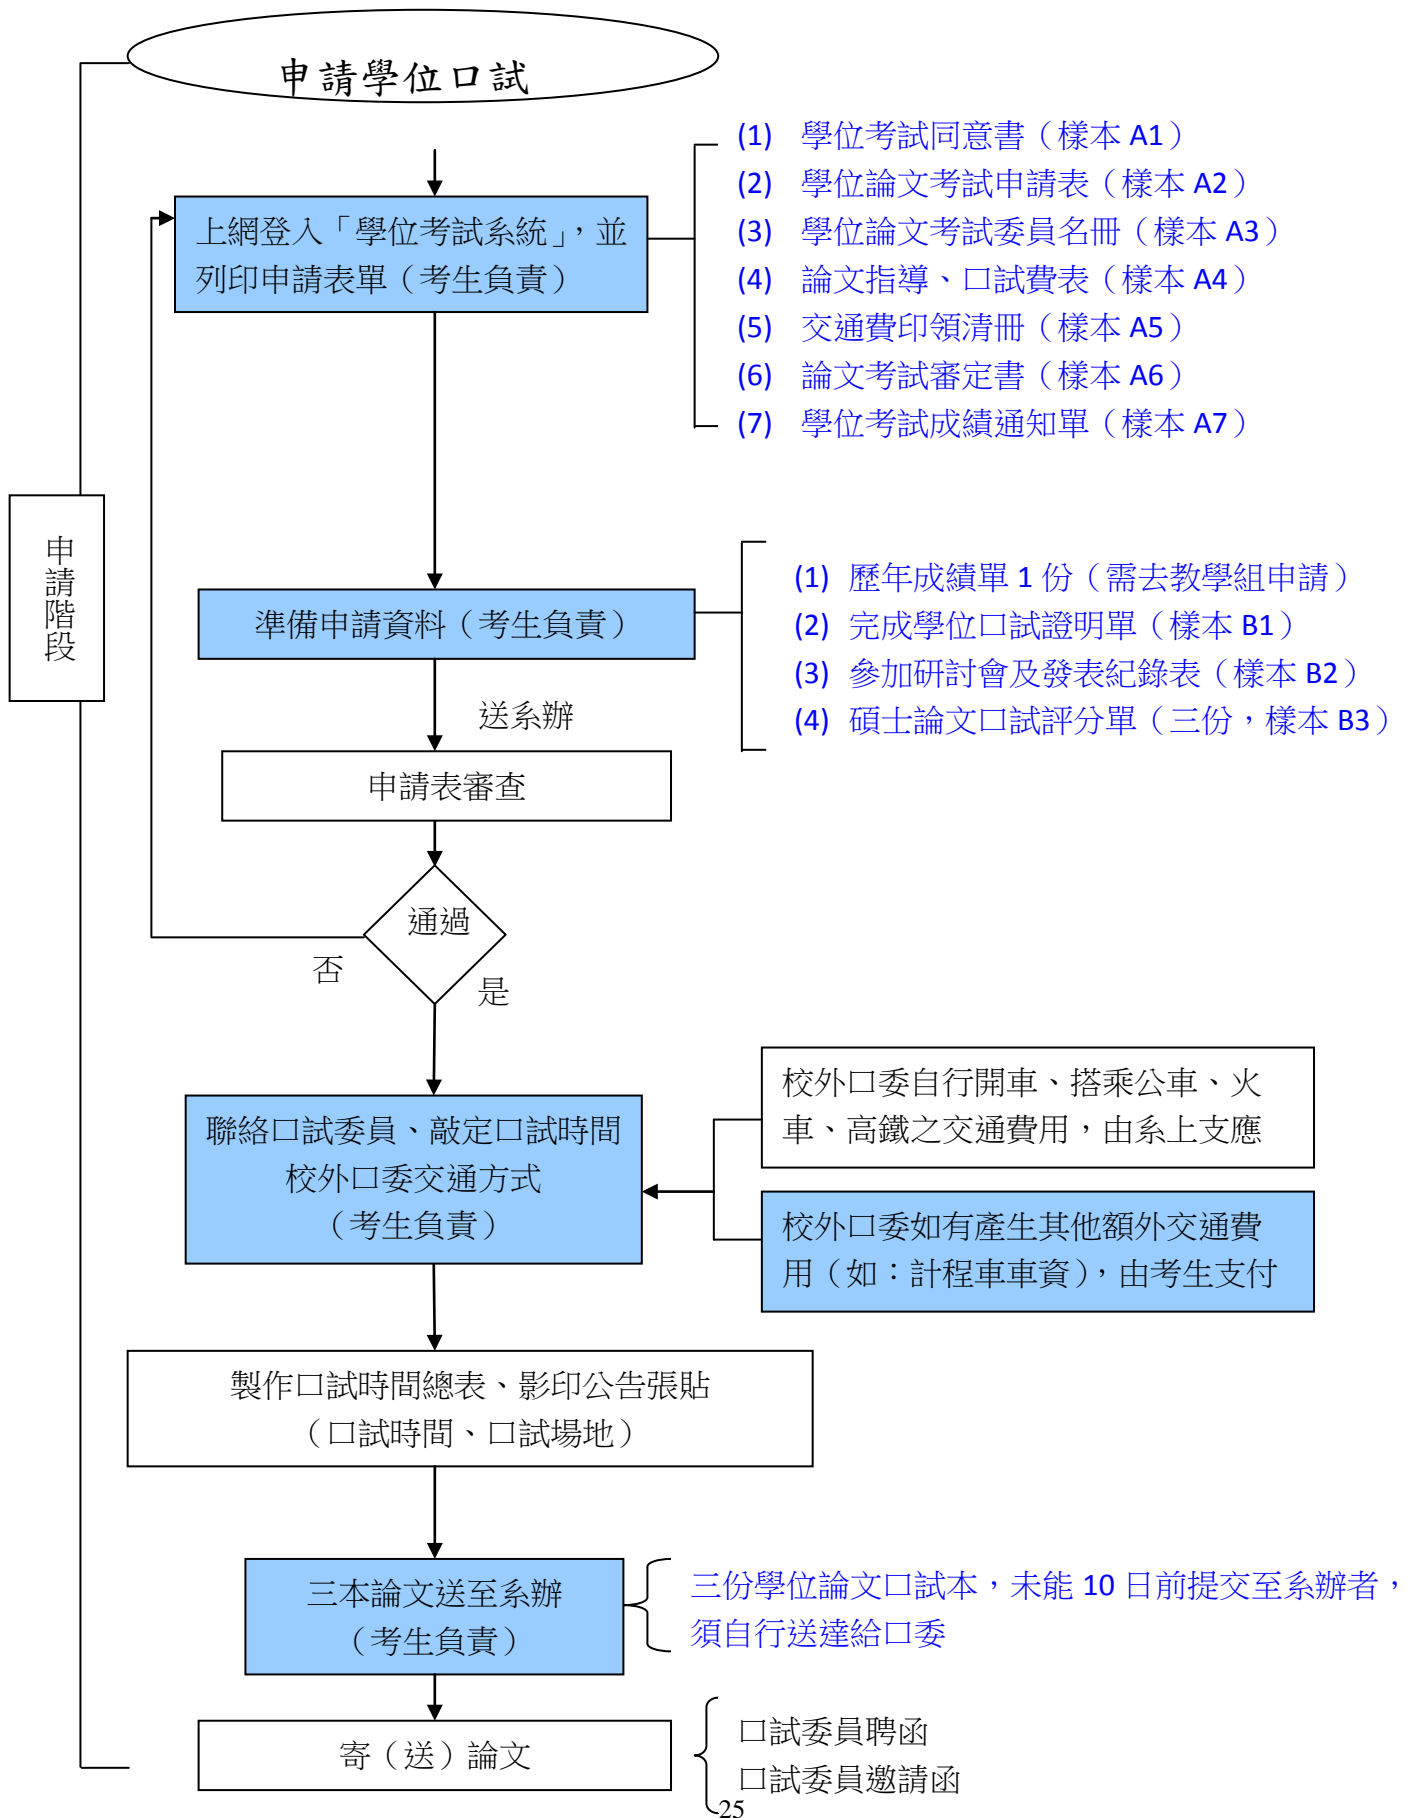 申請學位口試
(1) 學位考試同意書（樣本 A1）
(2) 學位論文考試申請表（樣本 A2）
(3) 學位論文考試委員名冊（樣本 A3）
(4) 論文指導、口試費表（樣本 A4）
(5) 交通費印領清冊（樣本 A5）
(6) 論文考試審定書（樣本 A6）
(7) 學位考試成績通知單（樣本 A7）
上網登入「學位考試系統」，並
列印申請表單（考生負責）
申請階段
準備申請資料（考生負責）
(1) 歷年成績單 1 份（需去教學組申請）
(2) 完成學位口試證明單（樣本 B1）
(3) 參加研討會及發表紀錄表（樣本 B2）
(4) 碩士論文口試評分單（三份，樣本 B3）
送系辦
申請表審查
通過
否
是
聯絡口試委員、敲定口試時間
校外口委交通方式
（考生負責）
校外口委自行開車、搭乘公車、火
車、高鐵之交通費用，由系上支應
校外口委如有產生其他額外交通費
用（如：計程車車資），由考生支付
製作口試時間總表、影印公告張貼
（口試時間、口試場地）
三本論文送至系辦
（考生負責）
三份學位論文口試本，未能 10 日前提交至系辦者，
須自行送達給口委
寄（送）論文
口試委員聘函
口試委員邀請函
25